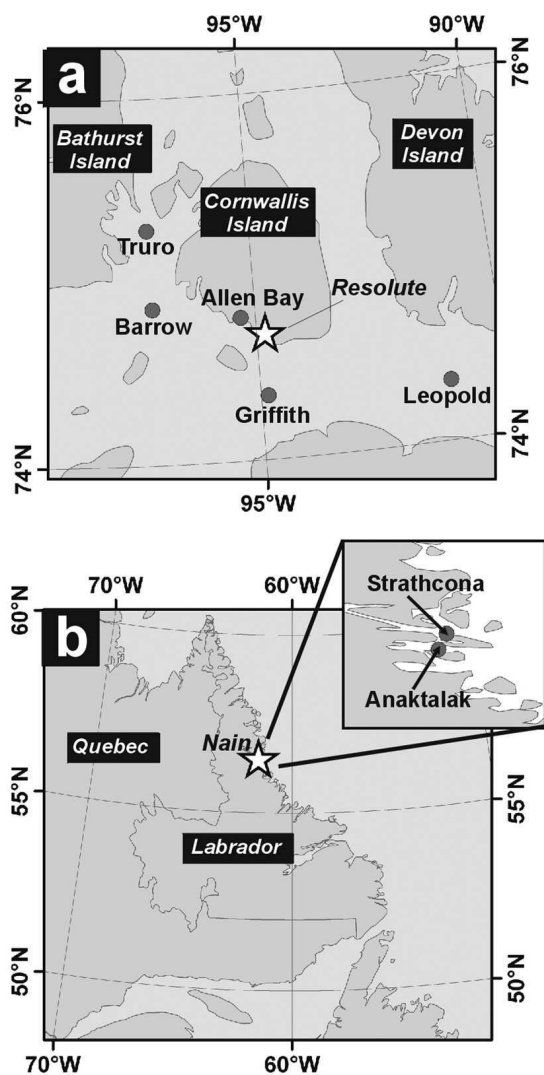 95°W
90°W
a
76°N
76°N
Bathurst
Island
Devon
Island
Cornwallis
Island
Truro
Allen Bay
Resolute
Barrow
Leopold
Griffith
74°N
74°N
95°W
70°W
60°W
60°N
b
Strathcona
Anaktalak
Quebec
Nain
55°N
55°N
Labrador
50°N
50°N
70°W
60°W